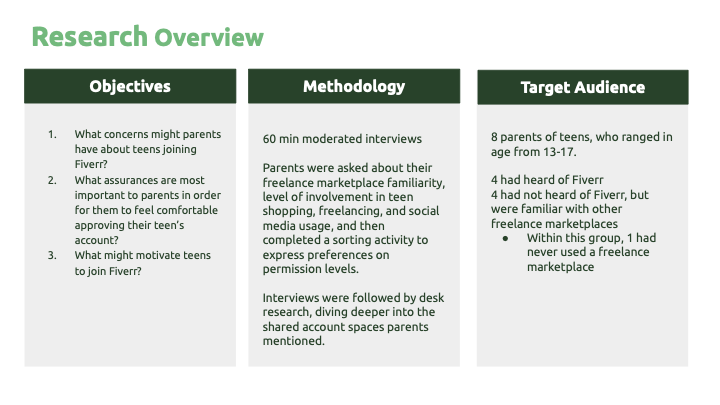 Research Overview
Objectives
1. What concerns might parents
have about teens joining
Fiverr?
2. What assurances are most
important to parents in order
for them to feel comfortable
approving their teen's
account?
3. What might motivate teens
to join Fiverr?
Methodology
60 min moderated interviews
Parents were asked about their
freelance marketplace familiarity,
level of involvement in teen
shopping, freelancing, and social
media usage, and then
completed a sorting activity to
express preferences on
permission levels.
Interviews were followed by desk
research, diving deeper into the
shared account spaces parents
mentioned.
Target Audience
8 parents of teens, who ranged in
age from 13-17.
4 had heard of Fiverr
4 had not heard of Fiverr, but
were familiar with other
freelance marketplaces
● Within this group, 1 had
never used a freelance
marketplace